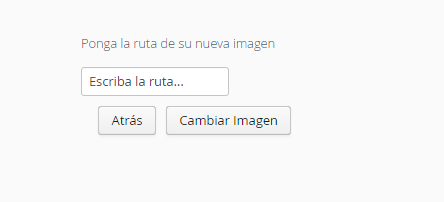 Ponga la ruta de su nueva imagen
Escriba la ruta...
Atrás Cambiar Imagen